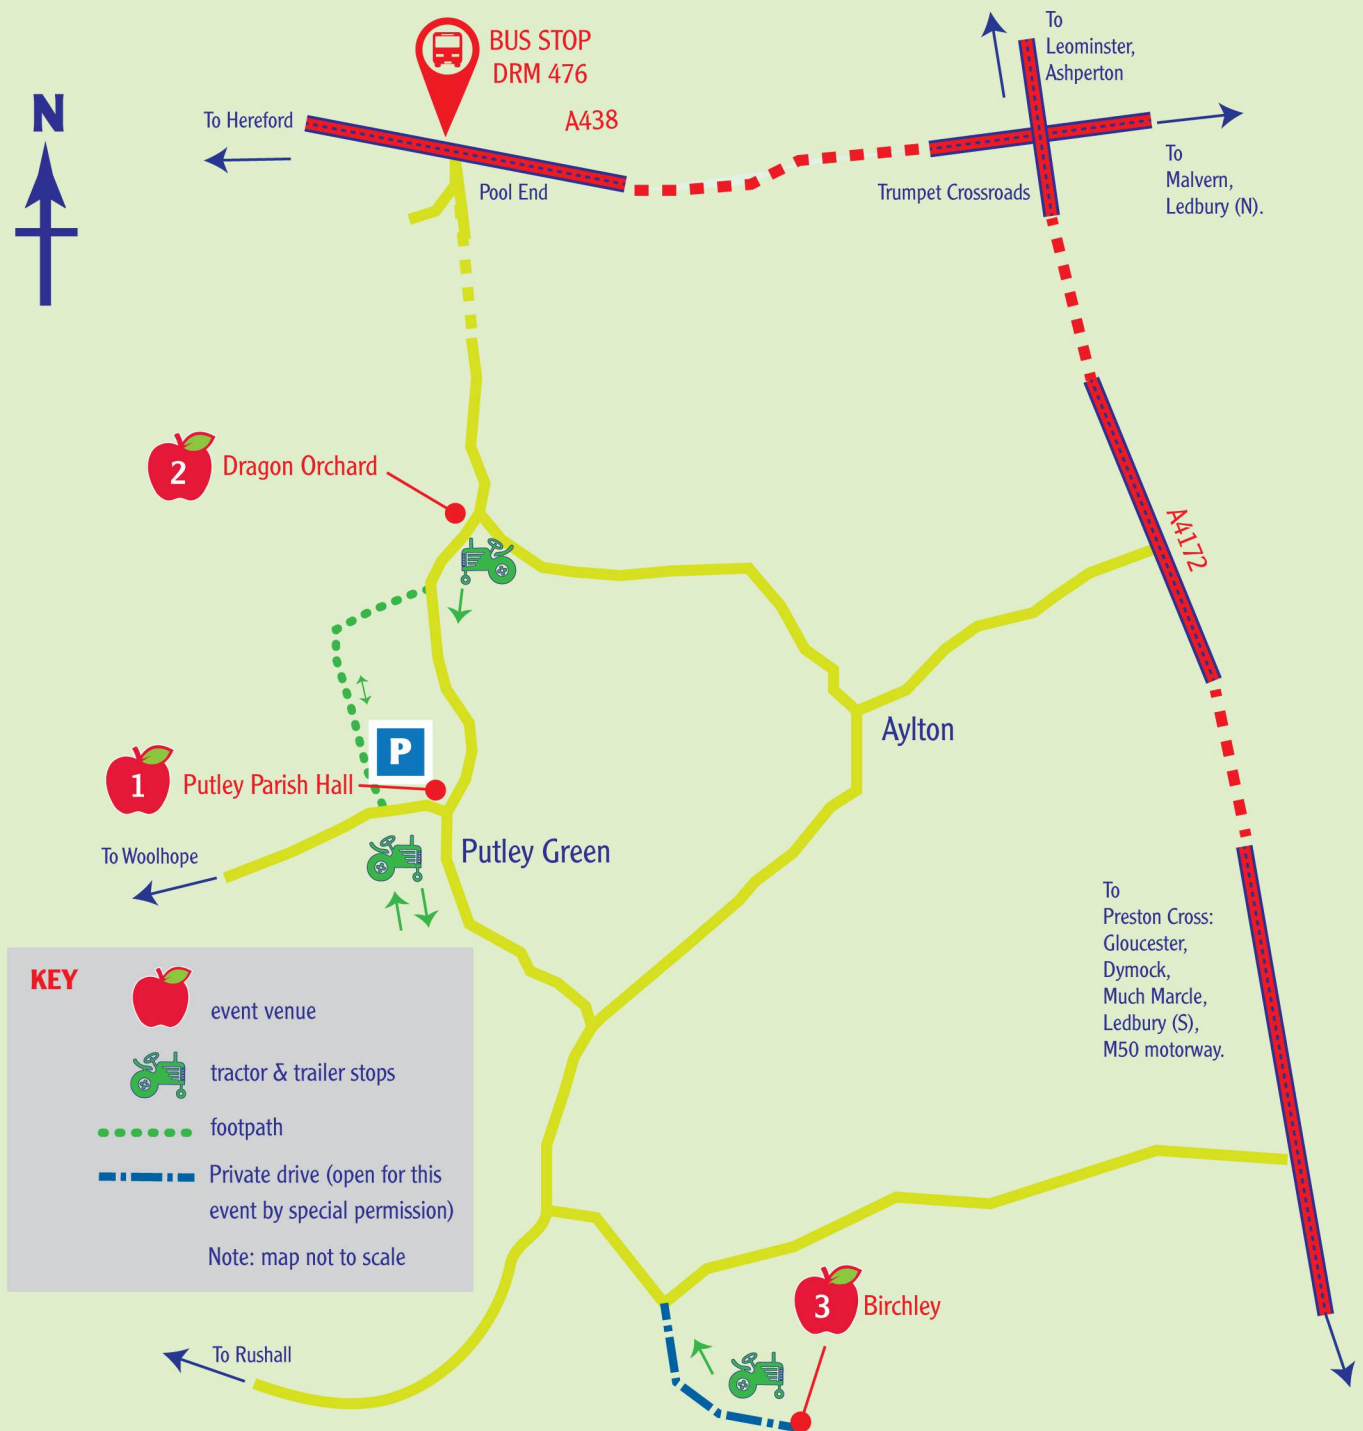 BUS STOP
DRM 476
A438
N
To Hereford
Pool End
Trumpet Crossroads
To
Leominster,
Ashperton
To
Malvern,
Ledbury (N).
2
Dragon Orchard
A4172
P
1
Putley Parish Hall
Aylton
Putley Green
To Woolhope
To
Preston Cross:
Gloucester,
Dymock,
Much Marcle,
Ledbury (S),
M50 motorway.
KEY
event venue
tractor & trailer stops
footpath
Private drive (open for this
event by special permission)
Note: map not to scale
3
Birchley
To Rushall